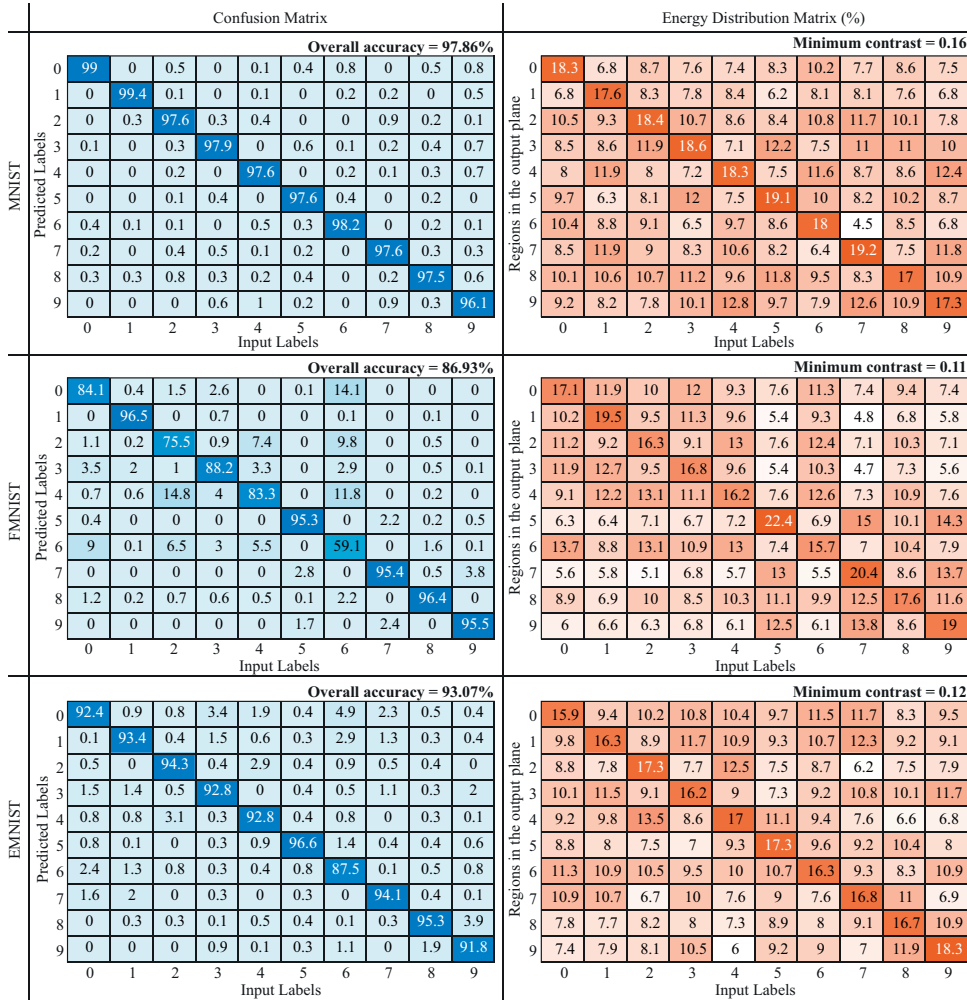 Confusion Matrix Energy Distribution Matrix (%)
MNIST
Overall accuracy = 97.86%
Predicted Labels
0 99 0 0.5 0 0.1 0.4 0.8 0 0.5 0.8
1 0 99.4 0.1 0 0.1 0 0.2 0.2 0 0.5
2 0 0.3 97.6 0.3 0.4 0 0 0.9 0.2 0.1
3 0.1 0 0.3 97.9 0 0.6 0.1 0.2 0.4 0.7
4 0 0 0 0 97.6 0 0.2 0.1 0.3 0.7
5 0 0 0.1 0.4 0 97.6 0.4 0 0.2 0
6 0.4 0.1 0.1 0 0.5 0.3 98.2 0 0.2 0.1
7 0.2 0 0.4 0.5 0.1 0.2 0 97.6 0.3 0.3
8 0.3 0.3 0.8 0.3 0.2 0.4 0 0.2 97.5 0.6
9 0 0 0 0.6 1 0.2 0 0.9 0.3 96.1
0 1 2 3 4 5 6 7 8 9
Input Labels
Minimum contrast = 0.16
Regions in the output plane
0 18.3 6.8 8.7 7.6 7.4 8.3 10.2 7.7 8.6 7.5
1 6.8 17.6 8.3 7.8 8.4 6.2 8.1 8.1 7.6 6.8
2 10.5 9.3 18.4 10.7 8.6 8.4 10.8 11.7 10.1 7.8
3 8.5 8.6 11.9 18.6 7.1 12.2 7.5 11 11 10
4 8 11.9 8 7.2 18.3 7.5 11.6 8.7 8.6 12.4
5 9.7 6.3 8.1 12 7.5 19.1 10 8.2 10.2 8.7
6 10.4 8.8 9.1 6.5 9.7 8.6 18 4.5 8.5 6.8
7 8.5 11.9 9 8.3 10.6 8.2 6.4 19.2 7.5 11.8
8 10.1 10.6 10.7 11.2 9.6 11.8 9.5 8.3 17 10.9
9 9.2 8.2 7.8 10.1 12.8 9.7 7.9 12.6 10.9 17.3
0 1 2 3 4 5 6 7 8 9
Input Labels
FMNIST
Overall accuracy = 86.93%
Predicted Labels
0 84.1 0.4 1.5 2.6 0 0.1 14.1 0 0 0
1 0 96.5 0 0.7 0 0 0.1 0 0.1 0
2 1.1 0.2 75.5 0.9 7.4 0 9.8 0 0.5 0
3 3.5 2 1 88.2 3.3 0 2.9 0 0.5 0.1
4 0.7 0.6 14.8 4 83.3 0 11.8 0 0.2 0
5 0.4 0 0 0 0 95.3 0 2.2 0.2 0.5
6 9 0.1 6.5 3 5.5 0 59.1 0 1.6 0.1
7 0 0 0 0 0 2.8 0 95.4 0.5 3.8
8 1.2 0.2 0.7 0.6 0.5 0.1 2.2 0 96.4 0
9 0 0 0 0 0 1.7 0 2.4 0 95.5
0 1 2 3 4 5 6 7 8 9
Input Labels
Minimum contrast = 0.11
Regions in the output plane
0 17.1 11.9 10 12 9.3 7.6 11.3 7.4 9.4 7.4
1 10.2 19.5 9.5 11.3 9.6 5.4 9.3 4.8 6.8 5.8
2 11.2 9.2 16.3 9.1 13 7.6 12.4 7.1 10.3 7.1
3 11.9 12.7 9.5 16.8 9.6 5.4 10.3 4.7 7.3 5.6
4 9.1 12.2 13.1 11.1 16.2 7.6 12.6 7.3 10.9 7.6
5 6.3 6.4 7.1 6.7 7.2 22.4 6.9 15 10.1 14.3
6 13.7 8.8 13.1 10.9 13 7.4 15.7 7 10.4 7.9
7 5.6 5.8 5.1 6.8 5.7 13 5.5 20.4 8.6 13.7
8 8.9 6.9 10 8.5 10.3 11.1 9.9 12.5 17.6 11.6
9 6 6.6 6.3 6.8 6.1 12.5 6.1 13.8 8.6 19
0 1 2 3 4 5 6 7 8 9
Input Labels
EMNIST
Overall accuracy = 93.07%
Predicted Labels
0 92.4 0.9 0.8 3.4 1.9 0.4 4.9 2.3 0.5 0.4
1 0.1 93.4 0.4 1.5 0.6 0.3 2.9 1.3 0.3 0.4
2 0.5 0 94.3 0.4 2.9 0.4 0.9 0.5 0.4 0
3 1.5 1.4 0.5 92.8 0 0.4 0.5 1.1 0.3 2
4 0.8 0.8 3.1 0.3 92.8 0.4 0.8 0 0.3 0.1
5 0.8 0.1 0 0.3 0.9 96.6 1.4 0.4 0.4 0.6
6 2.4 1.3 0.8 0.3 0.4 0.8 87.5 0.1 0.5 0.8
7 1.6 2 0 0.3 0 0.3 0 94.1 0.4 0.1
8 0 0.3 0.3 0.1 0.5 0.4 0.1 0.3 95.3 3.9
9 0 0 0 0.9 0.1 0.3 1.1 0 1.9 91.8
0 1 2 3 4 5 6 7 8 9
Input Labels
Minimum contrast = 0.12
Regions in the output plane
0 15.9 9.4 10.2 10.8 10.4 9.7 11.5 11.7 8.3 9.5
1 9.8 16.3 8.9 11.7 10.9 9.3 10.7 12.3 9.2 9.1
2 8.8 7.8 17.3 7.7 12.5 7.5 8.7 6.2 7.5 7.9
3 10.1 11.5 9.1 16.2 9 7.3 9.2 10.8 10.1 11.7
4 9.2 9.8 13.5 8.6 17 11.1 9.4 7.6 6.6 6.8
5 8.8 8 7.5 7 9.3 17.3 9.6 9.2 10.4 8
6 11.3 10.9 10.5 9.5 10 10.7 16.3 9.3 8.3 10.9
7 10.9 10.7 6.7 10 7.6 9 7.6 16.8 11 6.9
8 7.8 7.7 8.2 8 7.3 8.9 8 9.1 16.7 10.9
9 7.4 7.9 8.1 10.5 6 9.2 9 7 11.9 18.3
0 1 2 3 4 5 6 7 8 9
Input Labels